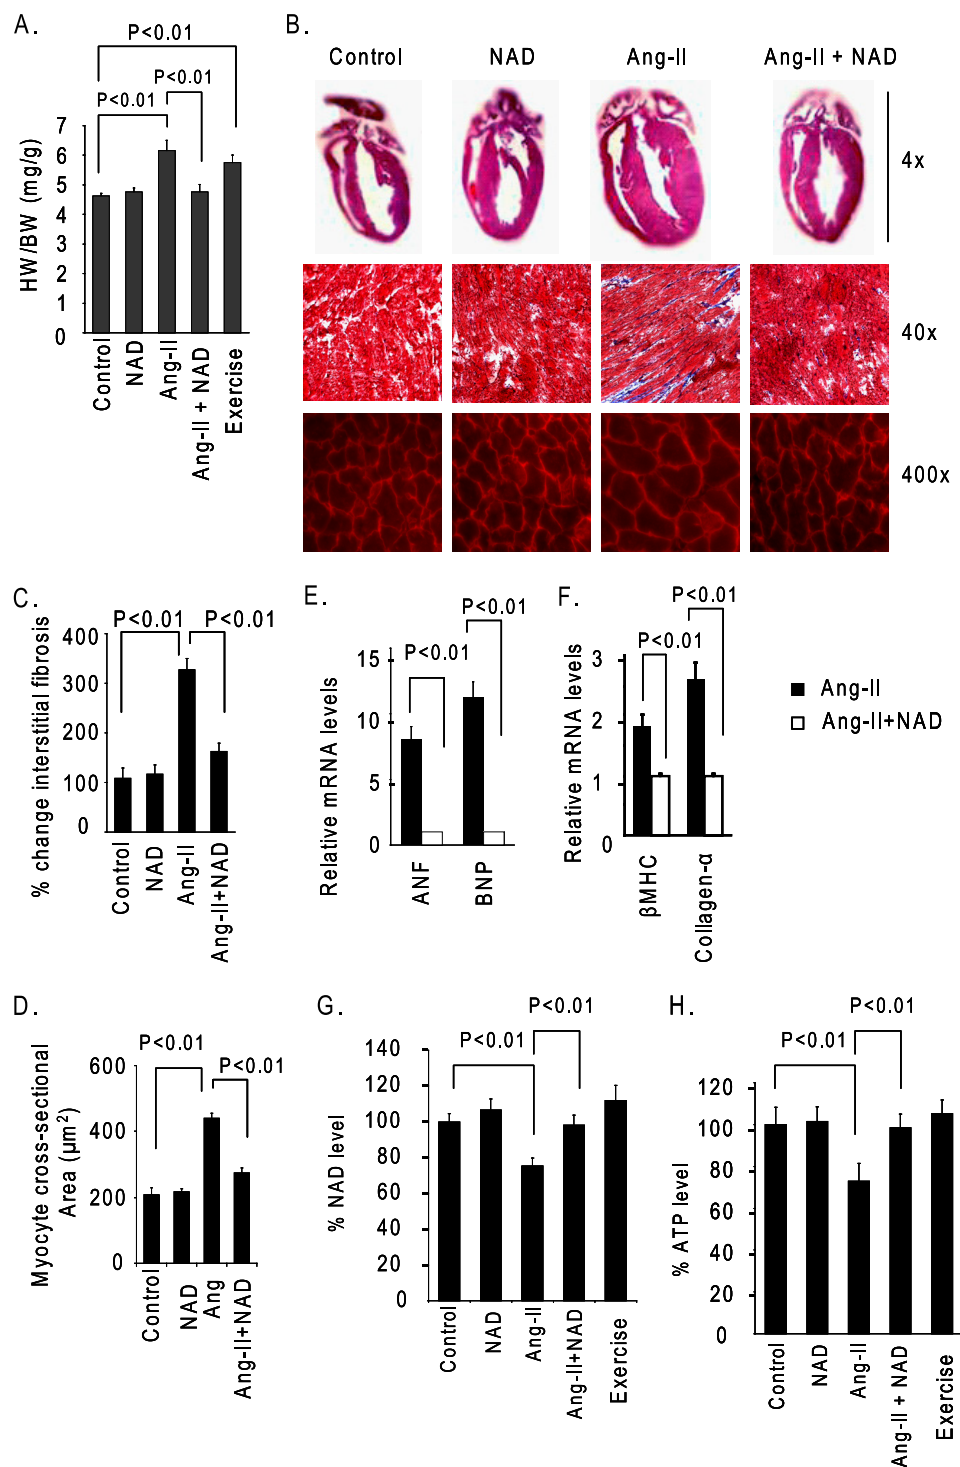 A.
P<0.01
P<0.01
P<0.01
HW/BW (mg/g)
7
6
5
4
3
2
1
0
Control
NAD
Ang-II
Ang-II + NAD
Exercise
B.
Control NAD Ang-II Ang-II + NAD
4x
40x
400x
C.
P<0.01 P<0.01
% change interstitial fibrosis
400
300
200
100
0
Control
NAD
Ang-II
Ang-II+NAD
E.
P<0.01
P<0.01
Relative mRNA levels
15
10
5
0
ANF
BNP
F.
P<0.01
P<0.01
Relative mRNA levels
3
2
1
0
βMHC
Collagen-α
Ang-II
Ang-II+NAD
D.
P<0.01
P<0.01
Myocyte cross-sectional
Area (µm²)
600
400
200
0
Control
NAD
Ang
Ang-II+NAD
G.
P<0.01
P<0.01
% NAD level
140
120
100
80
60
40
20
0
Control
NAD
Ang-II
Ang-II+NAD
Exercise
H.
P<0.01
P<0.01
% ATP level
120
100
80
60
40
20
0
Control
NAD
Ang-II
Ang-II + NAD
Exercise